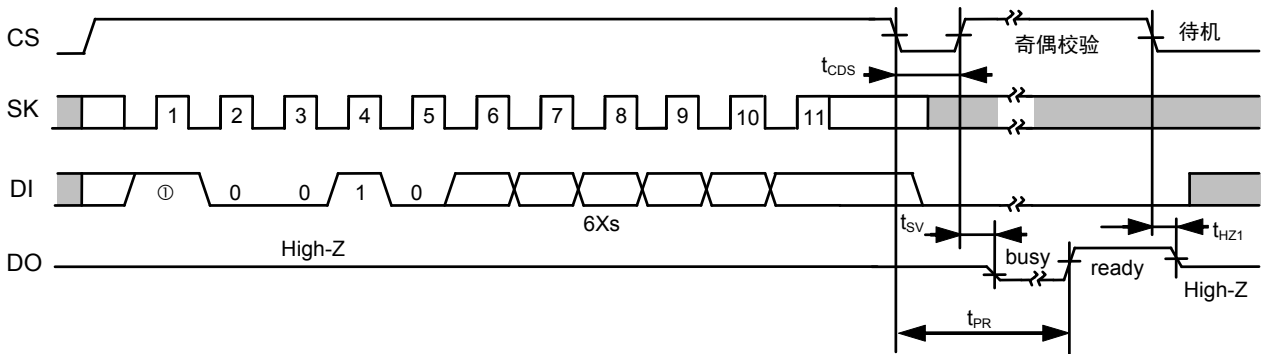 CS
奇偶校验
待机
tCDS
SK
1 2 3 4 5 6 7 8 9 10 11
DI
① 0 0 1 0
6Xs
tSV
tHZ1
High-Z
DO
busy
ready
High-Z
tPR